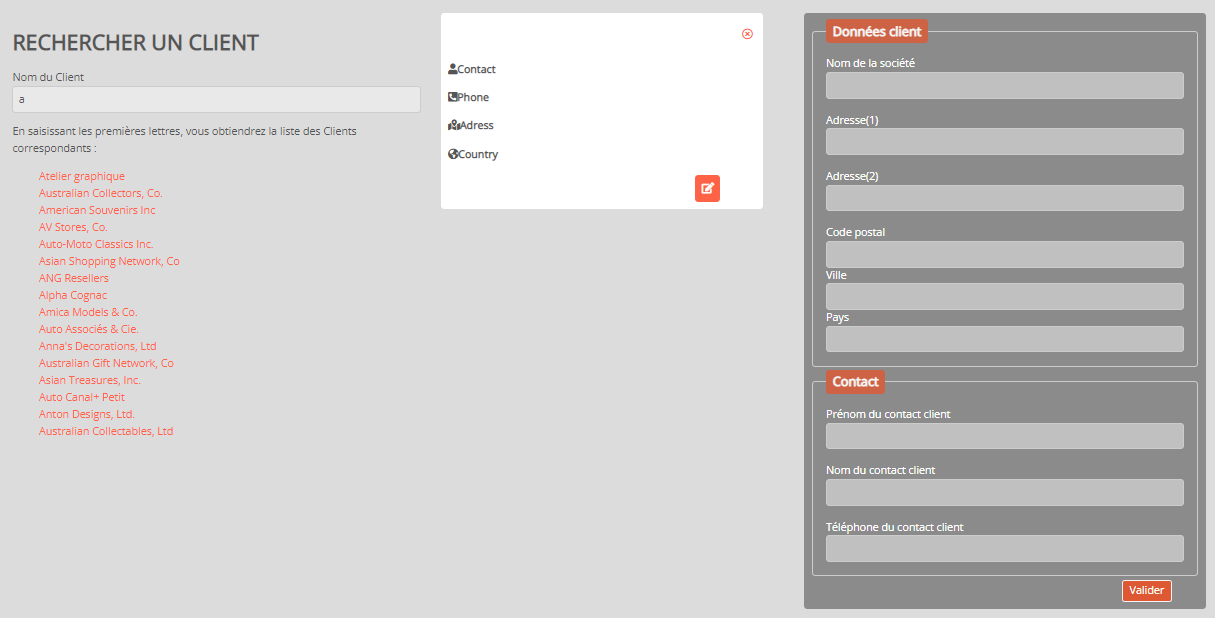 RECHERCHER UN CLIENT
Nom du Client
a
En saisissant les premières lettres, vous obtiendrez la liste des Clients
correspondants :
Atelier graphique
Australian Collectors, Co.
American Souvenirs Inc
AV Stores, Co.
Auto-Moto Classics Inc.
Asian Shopping Network, Co
ANG Resellers
Alpha Cognac
Amica Models & Co.
Auto Associés & Cie.
Anna's Decorations, Ltd
Australian Gift Network, Co
Asian Treasures, Inc.
Auto Canal+ Petit
Anton Designs, Ltd.
Australian Collectables, Ltd
Contact
Phone
Adress
Country
Données client
Nom de la société
Adresse(1)
Adresse(2)
Code postal
Ville
Pays
Contact
Prénom du contact client
Nom du contact client
Téléphone du contact client
Valider